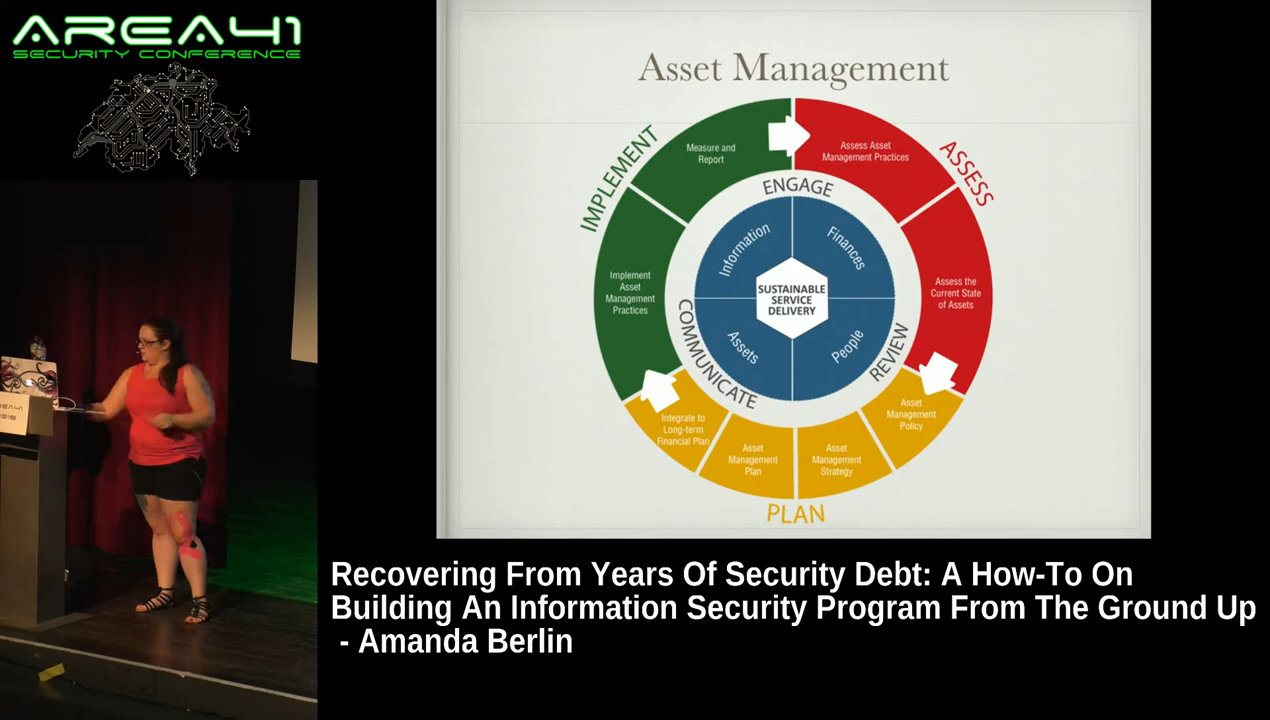 AREA41
SECURITY CONFERENCE
Asset Management
IMPLEMENT
ASSESS
PLAN
Measure and
Report
Assess Asset
Management Practices
Assess the
Current State
of Assets
Asset
Management
Policy
Asset
Management
Strategy
Asset
Management
Plan
Integrate to
Long-term
Financial Plan
Implement
Asset
Management
Practices
ENGAGE
REVIEW
COMMUNICATE
Information
Finances
People
Assets
SUSTAINABLE
SERVICE
DELIVERY
Recovering From Years Of Security Debt: A How-To On
Building An Information Security Program From The Ground Up
- Amanda Berlin